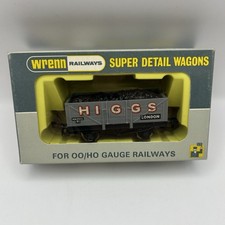 wrenn RAILWAYS SUPER DETAIL WAGONS
HIGGS
LONDON
FOR OO/HO GAUGE RAILWAYS